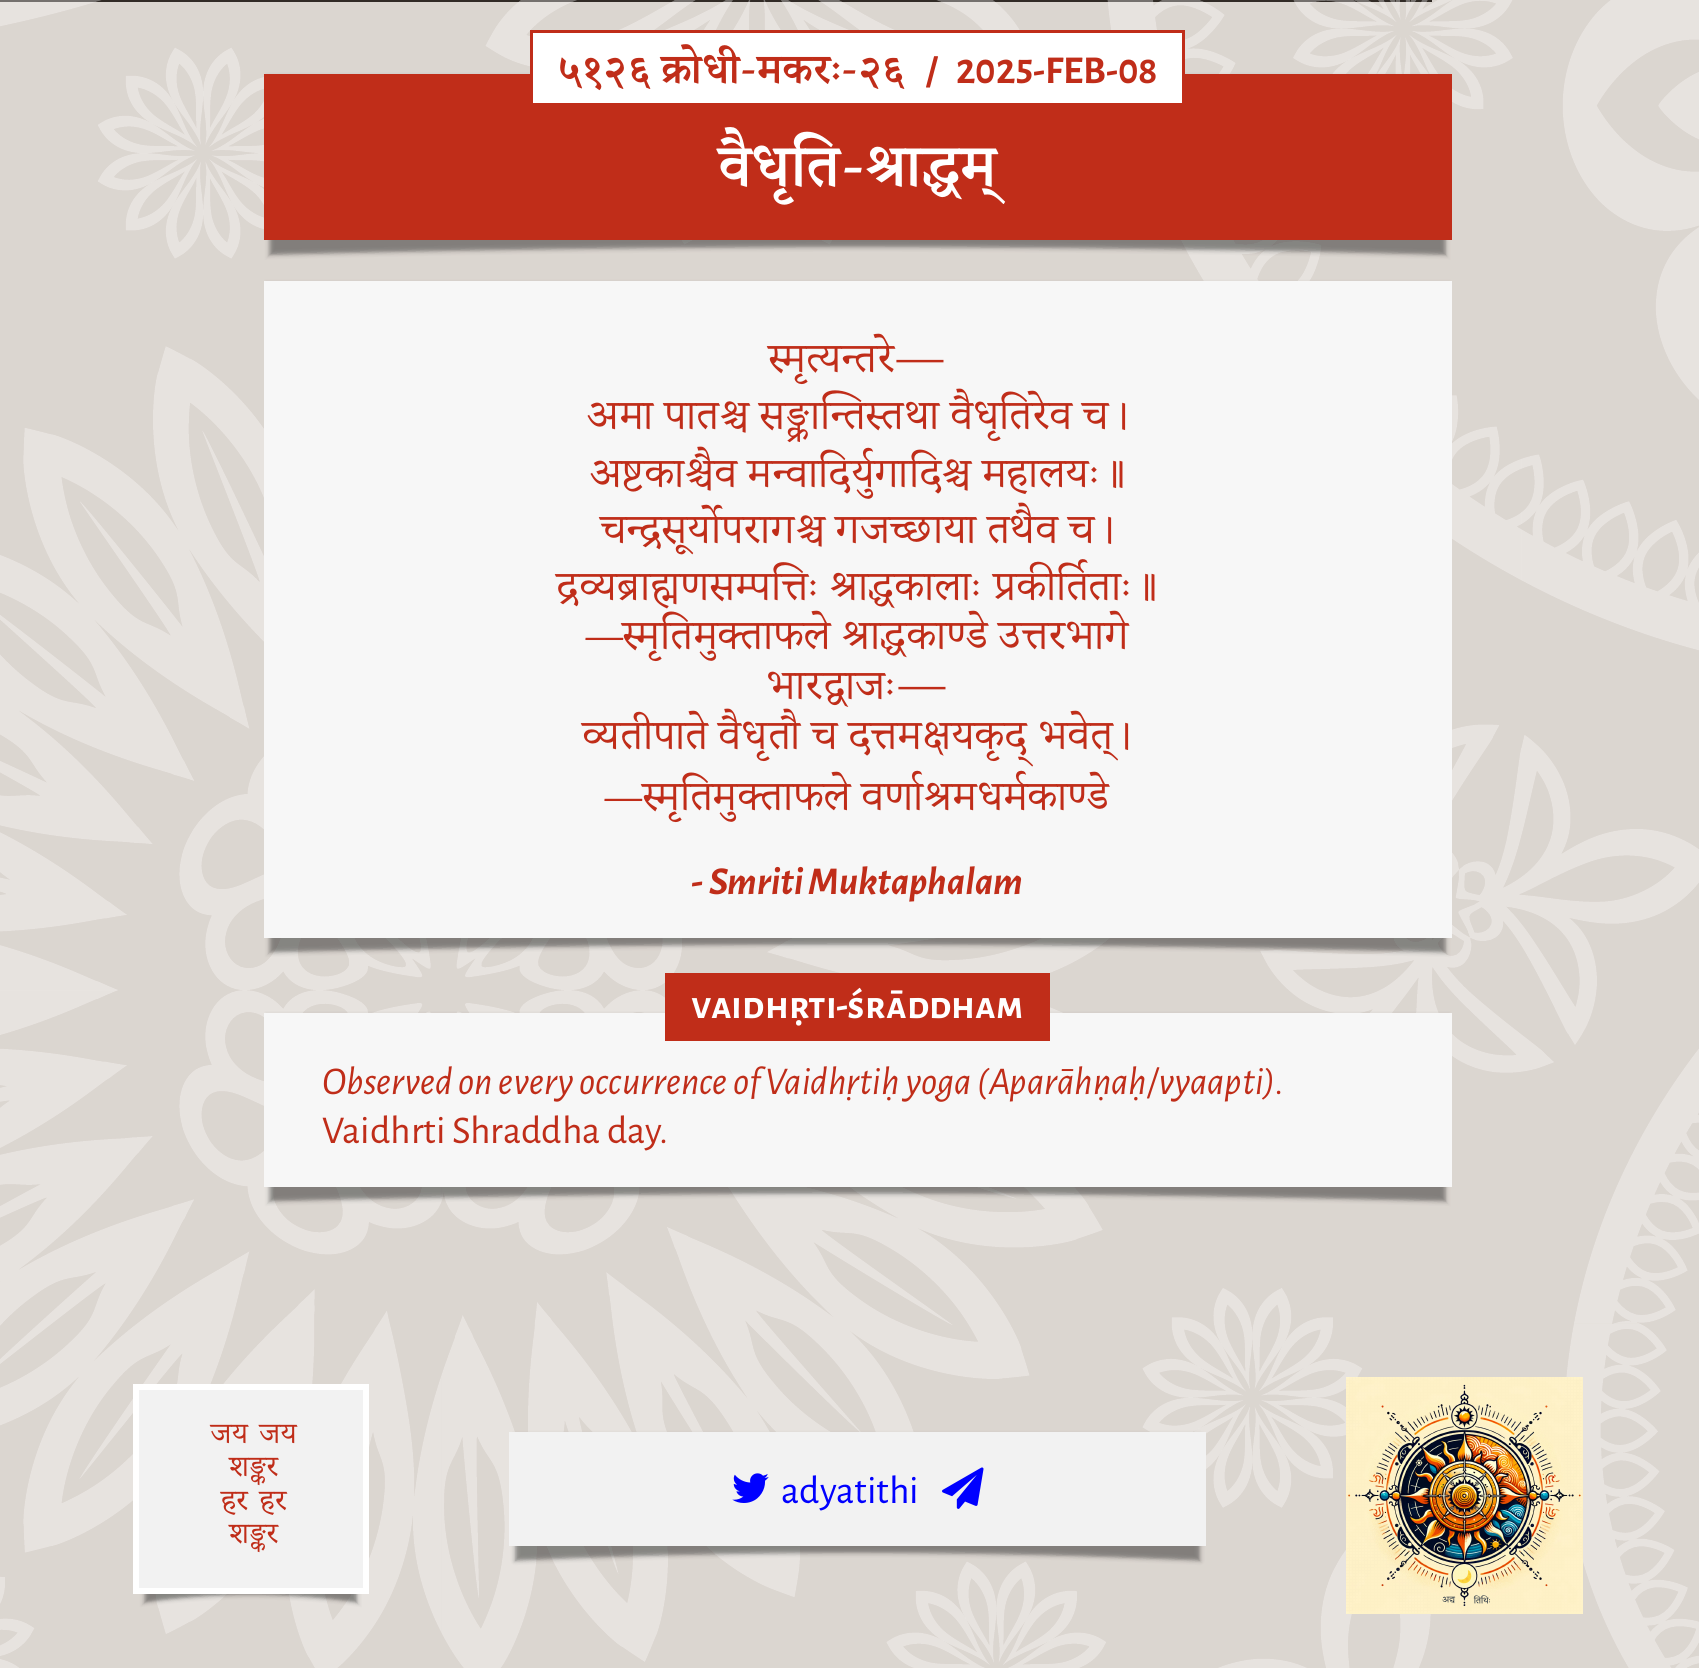 ५१२६ क्रोधी-मकरः-२६ / 2025-FEB-08
वैधृति-श्राद्धम्
स्मृत्यन्तरे—
अमा पातश्च सङ्क्रान्तिस्तथा वैधृतिरेव च।
अष्टकाश्चैव मन्वादिर्युगादिश्च महालयः॥
चन्द्रसूर्योपरागश्च गजच्छाया तथैव च।
द्रव्यब्राह्मणसम्पत्तिः श्राद्धकालाः प्रकीर्तिताः॥
—स्मृतिमुक्ताफले श्राद्धकाण्डे उत्तरभागे
भारद्वाजः—
व्यतीपाते वैधृतौ च दत्तमक्षयकृद् भवेत्।
—स्मृतिमुक्ताफले वर्णाश्रमधर्मकाण्डे
- Smriti Muktaphalam
VAIDHṚTI-ŚRĀDDHAM
Observed on every occurrence of Vaidhṛtiḥ yoga (Aparāhṇaḥ/vyaapti).
Vaidhrti Shraddha day.
जय जय
शङ्कर
हर हर
शङ्कर
adyatithi
अद्य तिथिः